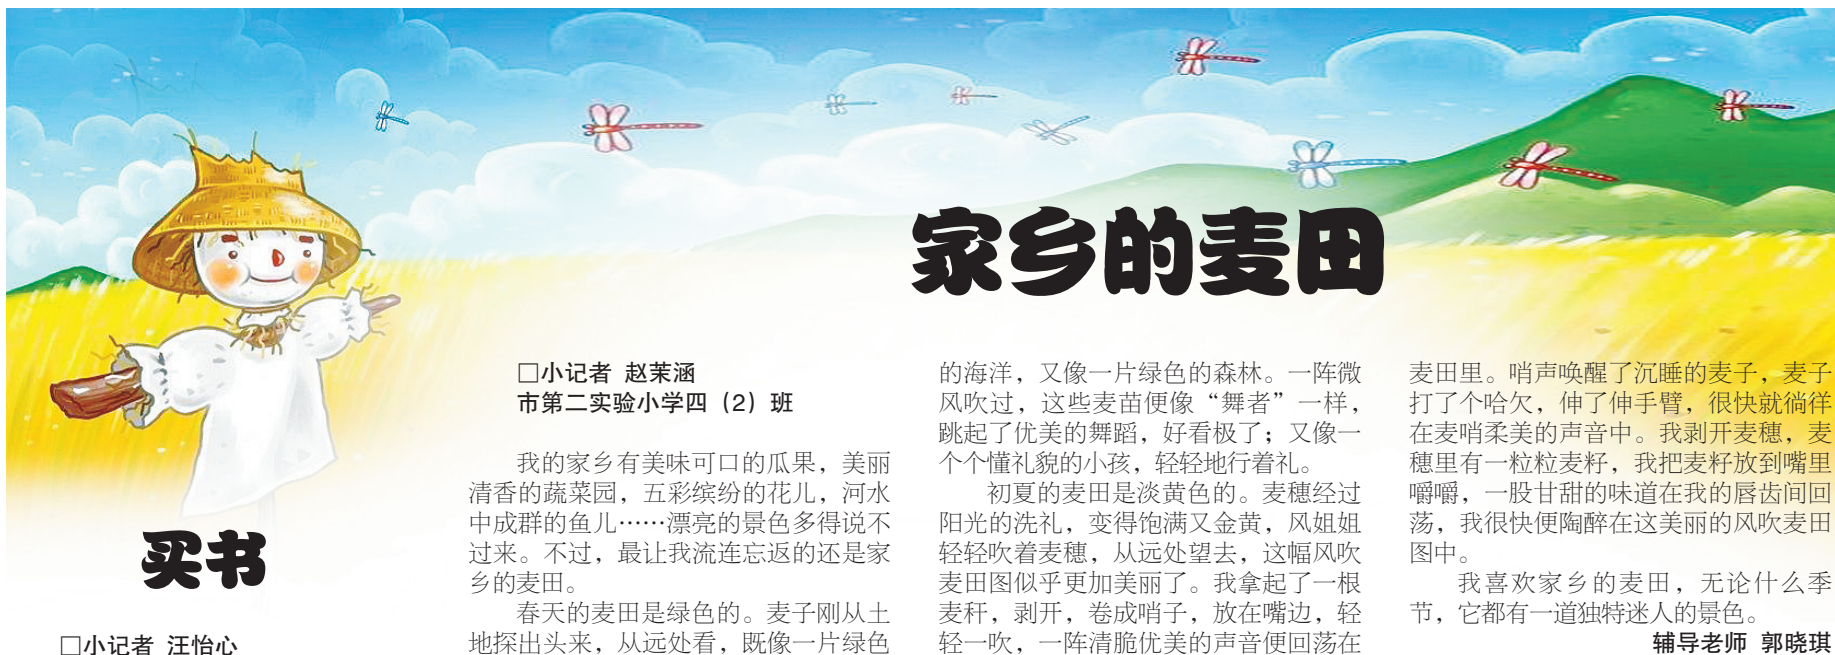 家乡的麦田
□小记者 赵茉涵
市第二实验小学四（2）班
我的家乡有美味可口的瓜果，美丽
清香的蔬菜园，五彩缤纷的花儿，河水
中成群的鱼儿……漂亮的景色多得说不
过来。不过，最让我流连忘返的还是家
乡的麦田。
春天的麦田是绿色的。麦子刚从土
地探出头来，从远处看，既像一片绿色
的海洋，又像一片绿色的森林。一阵微
风吹过，这些麦苗便像“舞者”一样，
跳起了优美的舞蹈，好看极了；又像一
个个懂礼貌的小孩，轻轻地行着礼。
初夏的麦田是淡黄色的。麦穗经过
阳光的洗礼，变得饱满又金黄，风姐姐
轻轻吹着麦穗，从远处望去，这幅风吹
麦田图似乎更加美丽了。我拿起了一根
麦秆，剥开，卷成哨子，放在嘴边，轻
轻一吹，一阵清脆优美的声音便回荡在
麦田里。哨声唤醒了沉睡的麦子，麦子
打了个哈欠，伸了伸手臂，很快就徜徉
在麦哨柔美的声音中。我剥开麦穗，麦
穗里有一粒粒麦籽，我把麦籽放到嘴里
嚼嚼，一股甘甜的味道在我的唇齿间回
荡，我很快便陶醉在这美丽的风吹麦田
图中。
我喜欢家乡的麦田，无论什么季
节，它都有一道独特迷人的景色。
辅导老师 郭晓琪
买书
□小记者 汪怡心